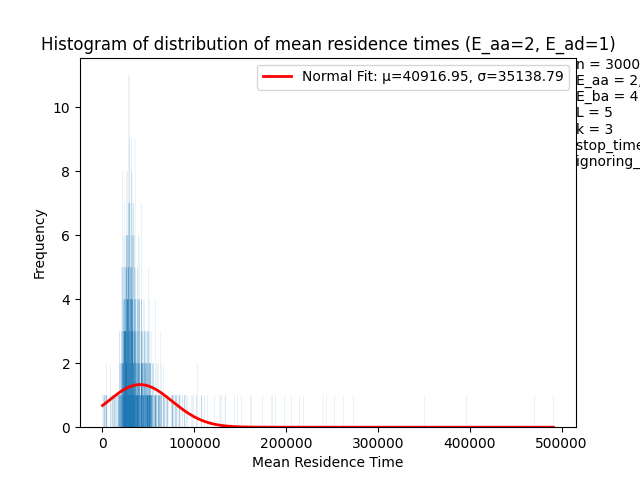 Histogram of distribution of mean residence times (E_aa=2, E_ad=1)
Normal Fit: μ=40916.95, σ=35138.79
n = 3000
E_aa = 2,
E_ba = 4
L = 5
k = 3
stop_time
ignoring_
Frequency
10
8
6
4
2
0
0 100000 200000 300000 400000 500000
Mean Residence Time